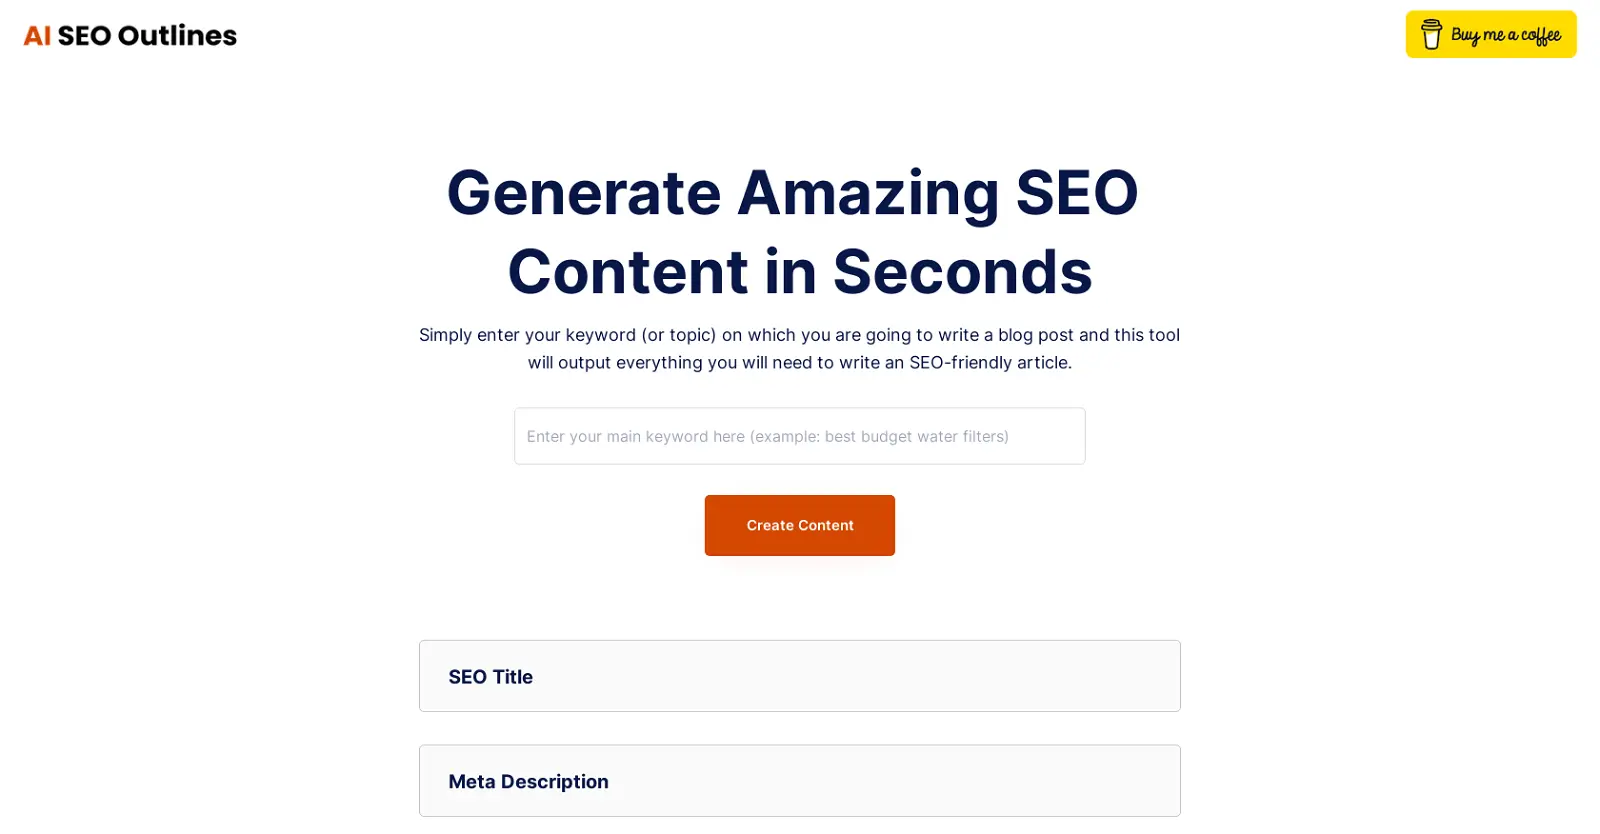 AI SEO Outlines
Buy me a coffee
Generate Amazing SEO
Content in Seconds
Simply enter your keyword (or topic) on which you are going to write a blog post and this tool
will output everything you will need to write an SEO-friendly article.
Enter your main keyword here (example: best budget water filters)
Create Content
SEO Title
Meta Description